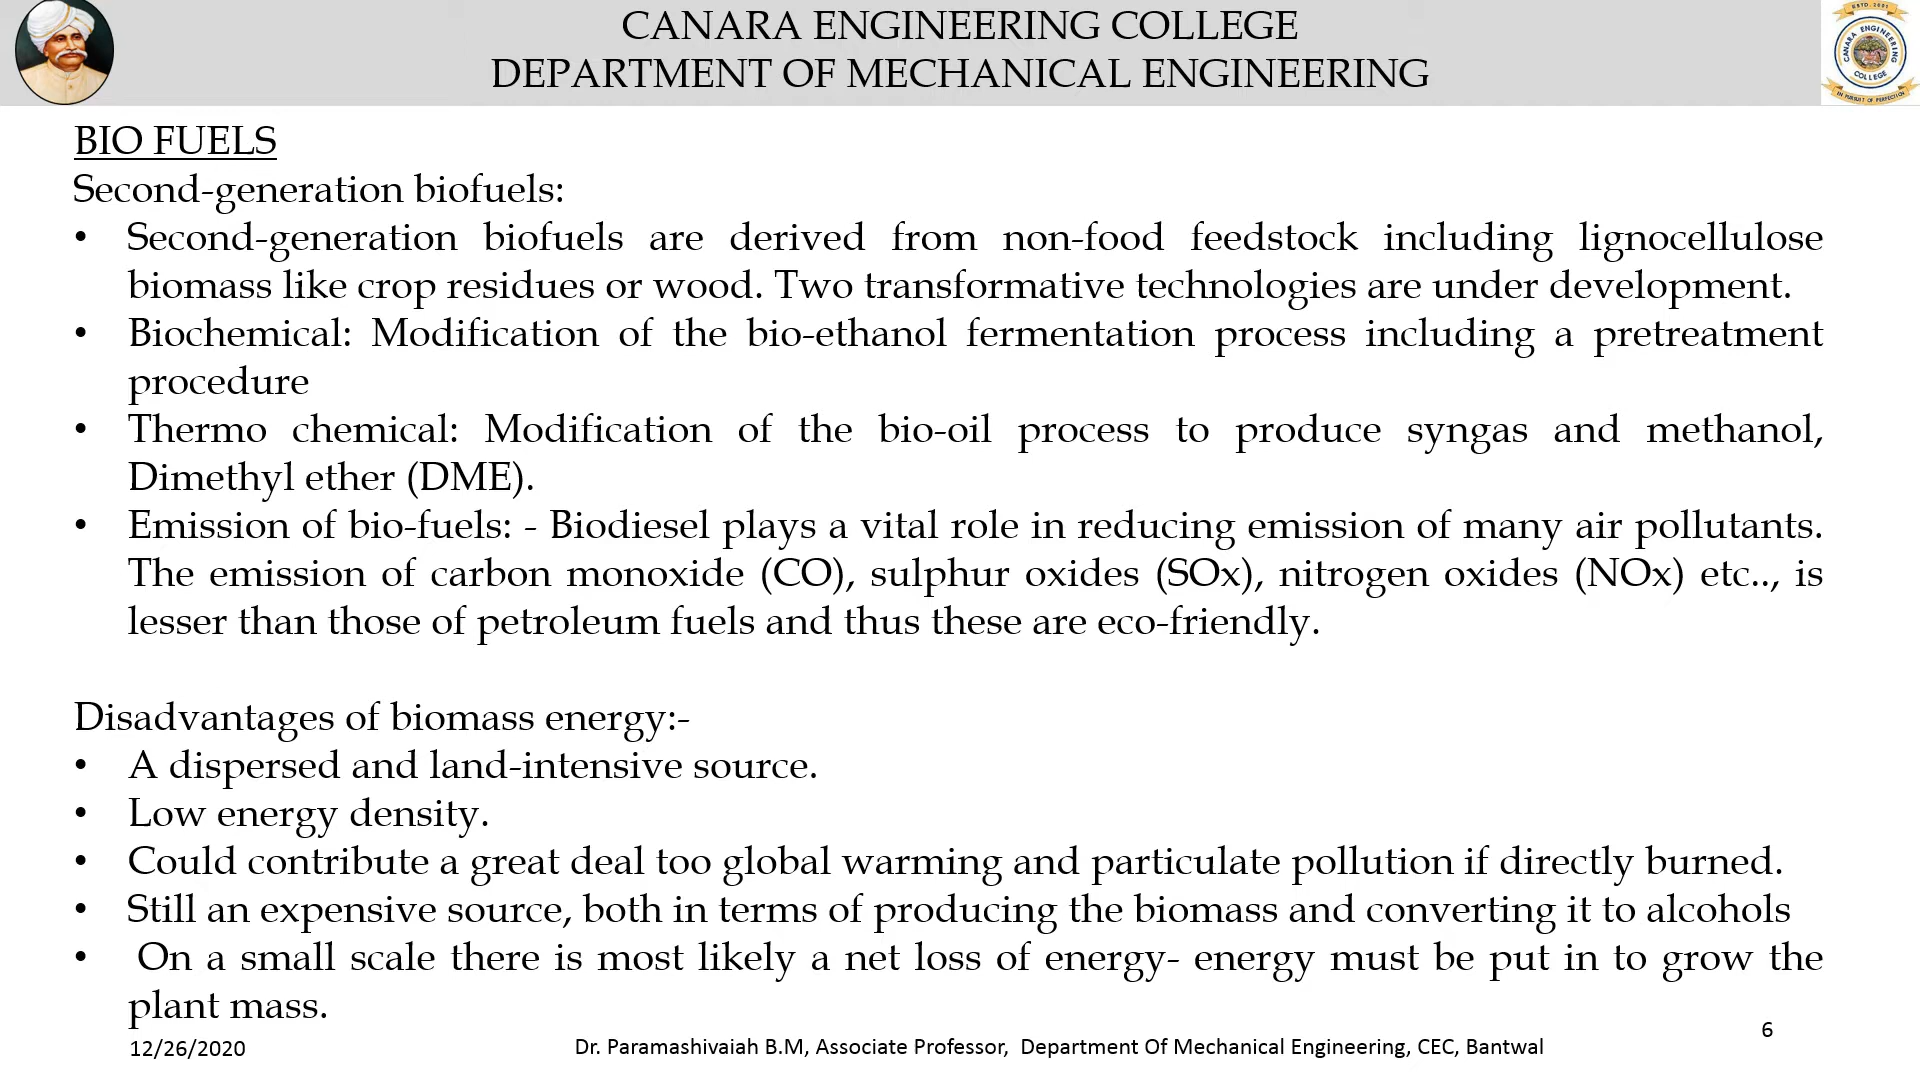 CANARA ENGINEERING COLLEGE
DEPARTMENT OF MECHANICAL ENGINEERING
ESTD. 2001
CANARA ENGINEERING
COLLEGE
IN PURSUIT OF PERFECTION
BIO FUELS
Second-generation biofuels:
• Second-generation biofuels are derived from non-food feedstock including lignocellulose
biomass like crop residues or wood. Two transformative technologies are under development.
• Biochemical: Modification of the bio-ethanol fermentation process including a pretreatment
procedure
• Thermo chemical: Modification of the bio-oil process to produce syngas and methanol,
Dimethyl ether (DME).
• Emission of bio-fuels: - Biodiesel plays a vital role in reducing emission of many air pollutants.
The emission of carbon monoxide (CO), sulphur oxides (SOx), nitrogen oxides (NOx) etc.., is
lesser than those of petroleum fuels and thus these are eco-friendly.
Disadvantages of biomass energy:-
• A dispersed and land-intensive source.
• Low energy density.
• Could contribute a great deal too global warming and particulate pollution if directly burned.
• Still an expensive source, both in terms of producing the biomass and converting it to alcohols
• On a small scale there is most likely a net loss of energy- energy must be put in to grow the
plant mass.
12/26/2020
Dr. Paramashivaiah B.M, Associate Professor, Department Of Mechanical Engineering, CEC, Bantwal
6